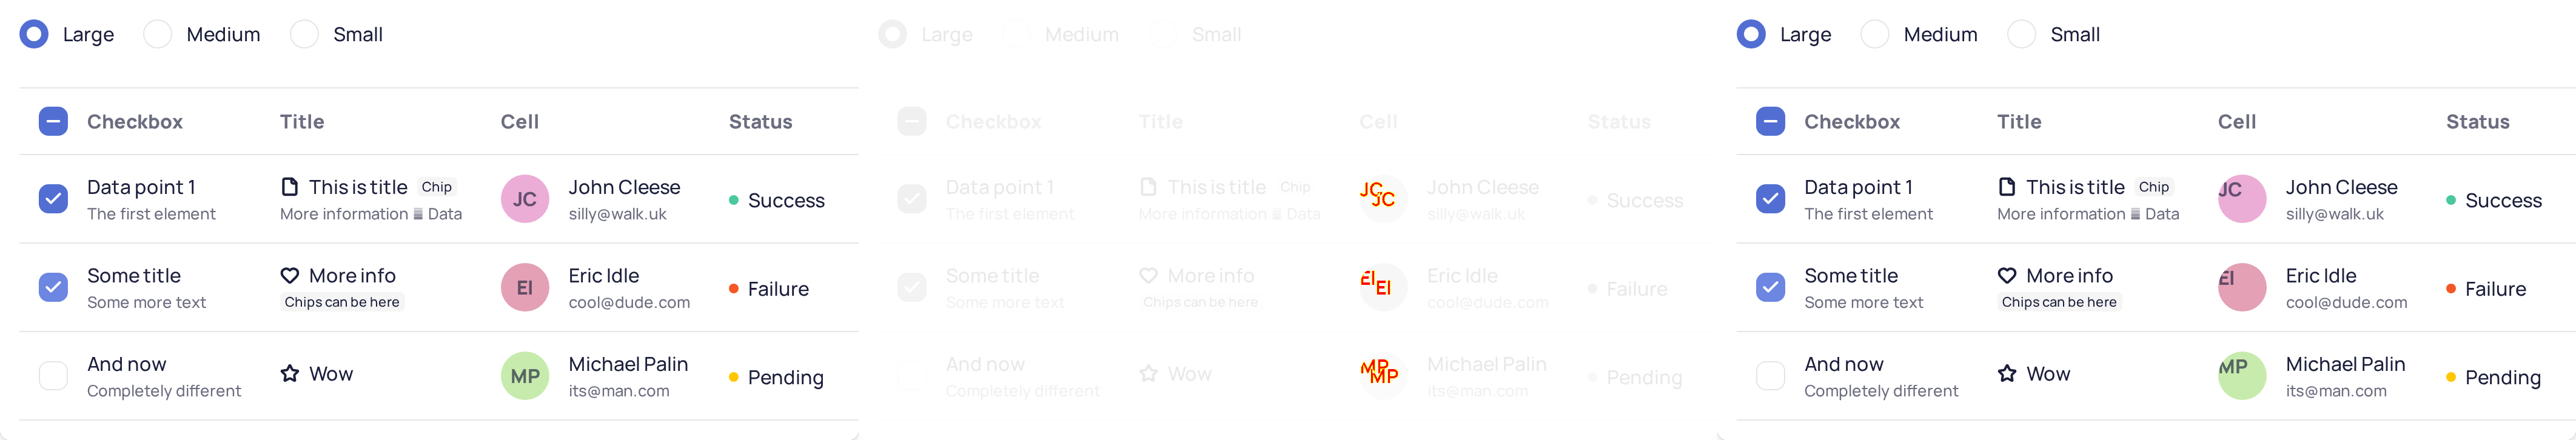 Large Medium Small
Checkbox Title Cell Status
Data point 1 This is title Chip John Cleese Success
The first element More information Data silly@walk.uk
JC
Some title More info Eric Idle Failure
Some more text Chips can be here cool@dude.com
EI
And now Wow Michael Palin Pending
Completely different its@man.com
MP
Large Medium Small
Checkbox Title Cell Status
Data point 1 This is title Chip John Cleese Success
The first element More information Data silly@walk.uk
JC JC
Some title More info Eric Idle Failure
Some more text Chips can be here cool@dude.com
EI EI
And now Wow Michael Palin Pending
Completely different its@man.com
MP MP
Large Medium Small
Checkbox Title Cell Status
Data point 1 This is title Chip John Cleese Success
The first element More information Data silly@walk.uk
JC
Some title More info Eric Idle Failure
Some more text Chips can be here cool@dude.com
EI
And now Wow Michael Palin Pending
Completely different its@man.com
MP